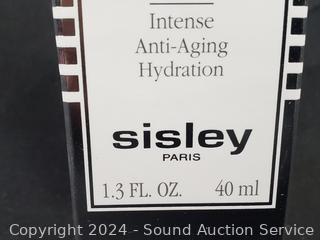 Intense
Anti-Aging
Hydration
sisley
PARIS
1.3 FL. OZ. 40 ml
Copyright 2024 - Sound Auction Service